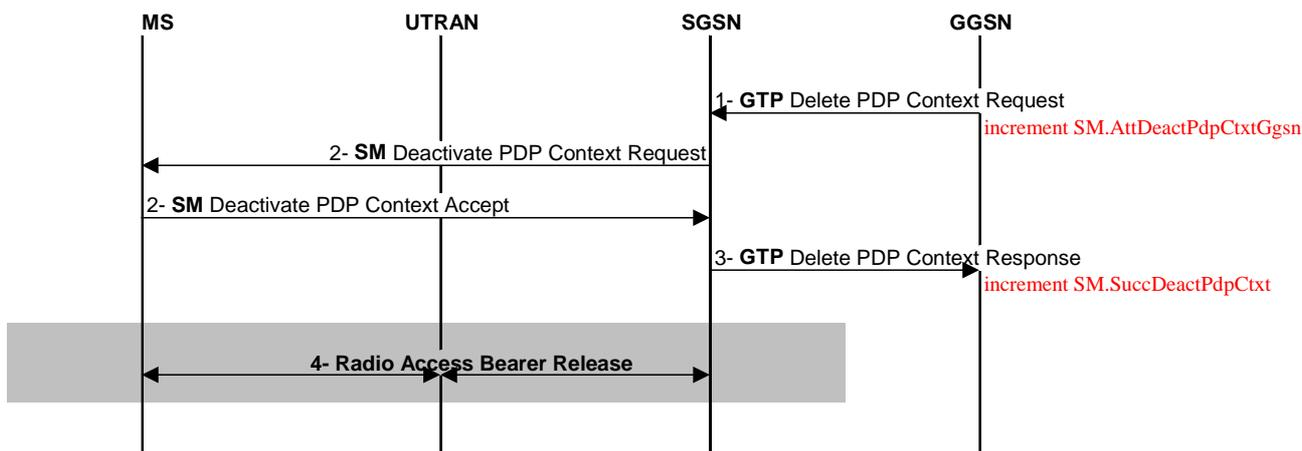 MS UTRAN SGSN GGSN
1- GTP Delete PDP Context Request
increment SM.AttDeactPdpCtxtGgsn
2- SM Deactivate PDP Context Request
2- SM Deactivate PDP Context Accept
3- GTP Delete PDP Context Response
increment SM.SuccDeactPdpCtxt
4- Radio Access Bearer Release